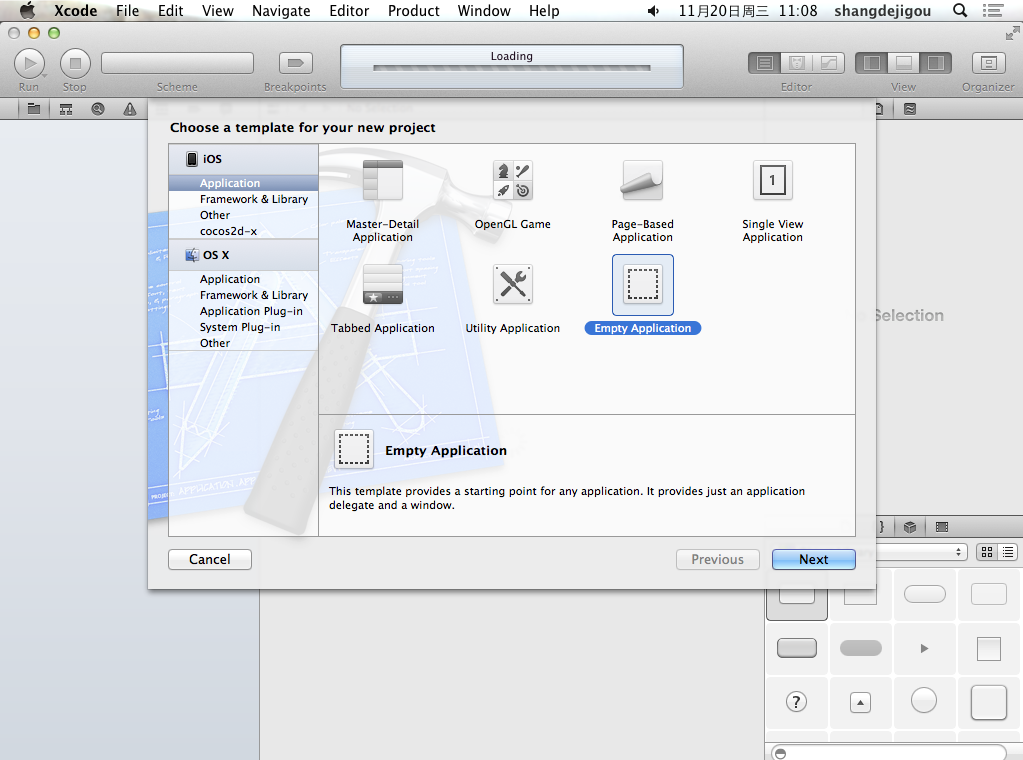 Xcode File Edit View Navigate Editor Product Window Help 11月20日周三 11:08 shangdejigou
Loading
Run Stop Scheme Breakpoints Editor View Organizer
Choose a template for your new project
iOS
Application
Framework & Library
Other
cocos2d-x
OS X
Application
Framework & Library
Application Plug-in
System Plug-in
Other
Master-Detail
Application
OpenGL Game
Page-Based
Application
1
Single View
Application
Tabbed Application
Utility Application
Empty Application
Selection
Empty Application
This template provides a starting point for any application. It provides just an application
delegate and a window.
Cancel
Previous
Next
?